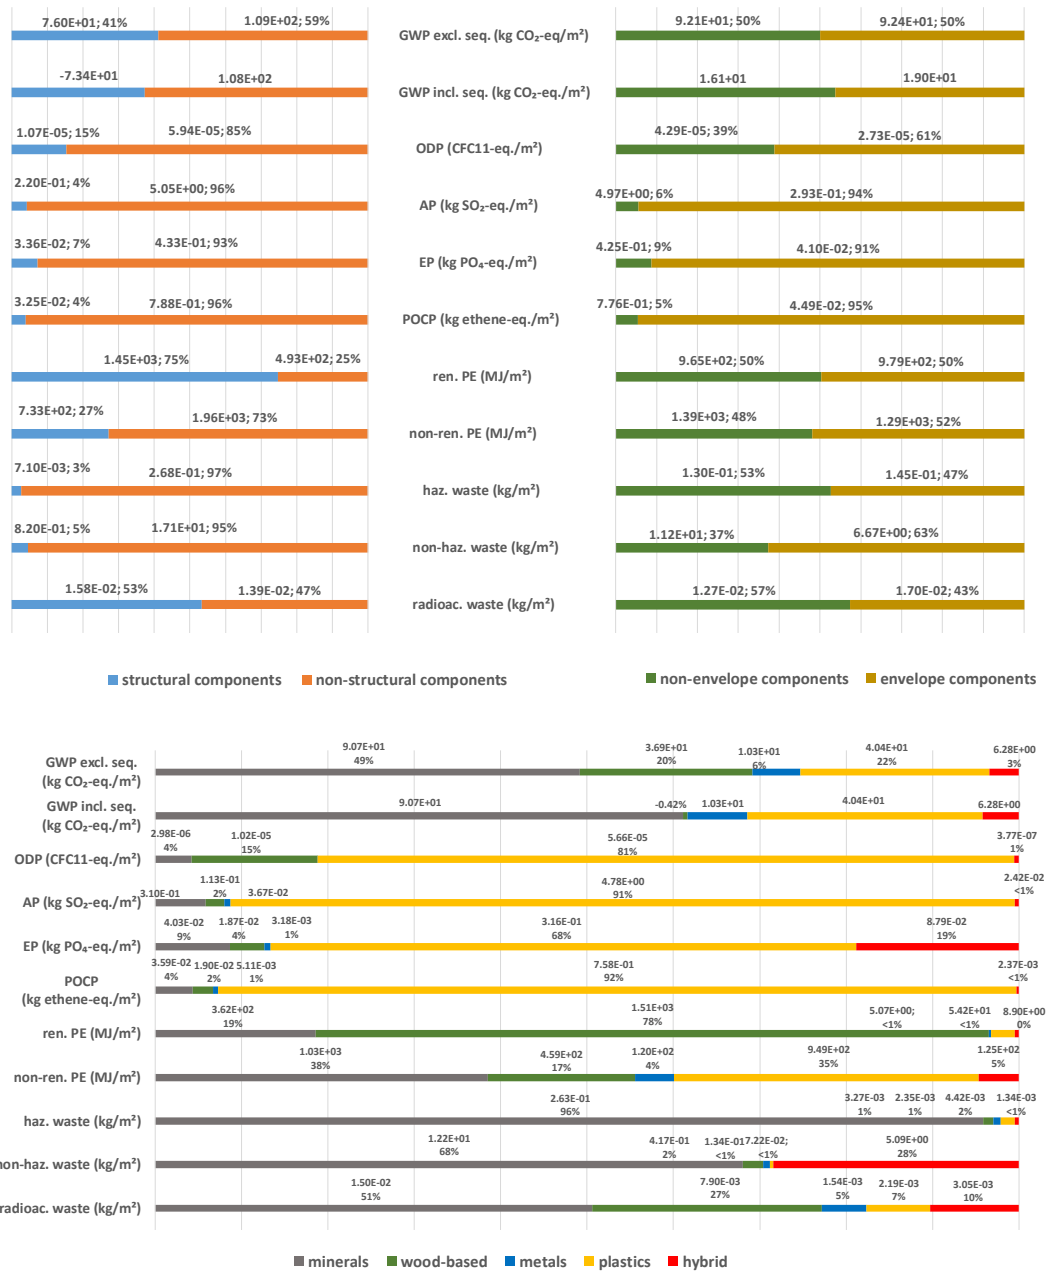 7.60E+01; 41% 1.09E+02; 59% GWP excl. seq. (kg CO₂-eq/m²) 9.21E+01; 50% 9.24E+01; 50%
-7.34E+01 1.08E+02 GWP incl. seq. (kg CO₂-eq./m²) 1.61+01 1.90E+01
1.07E-05; 15% 5.94E-05; 85% ODP (CFC11-eq./m²) 4.29E-05; 39% 2.73E-05; 61%
2.20E-01; 4% 5.05E+00; 96% AP (kg SO₂-eq./m²) 4.97E+00; 6% 2.93E-01; 94%
3.36E-02; 7% 4.33E-01; 93% EP (kg PO₄-eq./m²) 4.25E-01; 9% 4.10E-02; 91%
3.25E-02; 4% 7.88E-01; 96% POCP (kg ethene-eq./m²) 7.76E-01; 5% 4.49E-02; 95%
1.45E+03; 75% 4.93E+02; 25% ren. PE (MJ/m²) 9.65E+02; 50% 9.79E+02; 50%
7.33E+02; 27% 1.96E+03; 73% non-ren. PE (MJ/m²) 1.39E+03; 48% 1.29E+03; 52%
7.10E-03; 3% 2.68E-01; 97% haz. waste (kg/m²) 1.30E-01; 53% 1.45E-01; 47%
8.20E-01; 5% 1.71E+01; 95% non-haz. waste (kg/m²) 1.12E+01; 37% 6.67E+00; 63%
1.58E-02; 53% 1.39E-02; 47% radioac. waste (kg/m²) 1.27E-02; 57% 1.70E-02; 43%
structural components non-structural components non-envelope components envelope components
9.07E+01 3.69E+01 1.03E+01 4.04E+01 6.28E+00
GWP excl. seq. 49% 20% 6% 22% 3%
(kg CO₂-eq./m²)
GWP incl. seq. 9.07E+01 -0.42% 1.03E+01 4.04E+01 6.28E+00
(kg CO₂-eq./m²)
2.98E-06 1.02E-05 5.66E-05 3.77E-07
4% 15% 81% 1%
ODP (CFC11-eq./m²)
3.10E-01 1.13E-01 3.67E-02 4.78E+00 2.42E-02
2% 91% <1%
AP (kg SO₂-eq./m²)
4.03E-02 1.87E-02 3.18E-03 3.16E-01 8.79E-02
9% 4% 1% 68% 19%
EP (kg PO₄-eq./m²)
3.59E-02 1.90E-02 5.11E-03 7.58E-01 2.37E-03
4% 2% 1% 92% <1%
POCP
(kg ethene-eq./m²)
3.62E+02 1.51E+03 5.07E+00; 5.42E+01 8.90E+00
19% 78% <1% <1% 0%
ren. PE (MJ/m²)
1.03E+03 4.59E+02 1.20E+02 9.49E+02 1.25E+02
38% 17% 4% 35% 5%
non-ren. PE (MJ/m²)
2.63E-01 3.27E-03 2.35E-03 4.42E-03 1.34E-03
96% 1% 1% 2% <1%
haz. waste (kg/m²)
1.22E+01 4.17E-01 1.34E-01 7.22E-02; 5.09E+00
68% 2% <1% <1% 28%
non-haz. waste (kg/m²)
1.50E-02 7.90E-03 1.54E-03 2.19E-03 3.05E-03
51% 27% 5% 7% 10%
radioac. waste (kg/m²)
minerals wood-based metals plastics hybrid